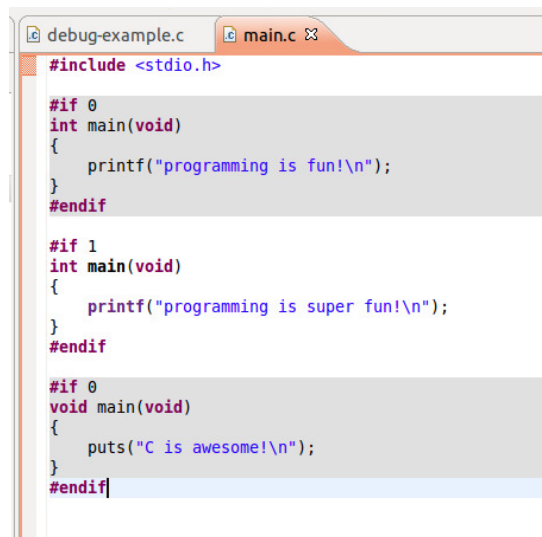 debug-example.c main.c
#include <stdio.h>
#if 0
int main(void)
{
    printf("programming is fun!\n");
}
#endif
#if 1
int main(void)
{
    printf("programming is super fun!\n");
}
#endif
#if 0
void main(void)
{
    puts("C is awesome!\n");
}
#endif